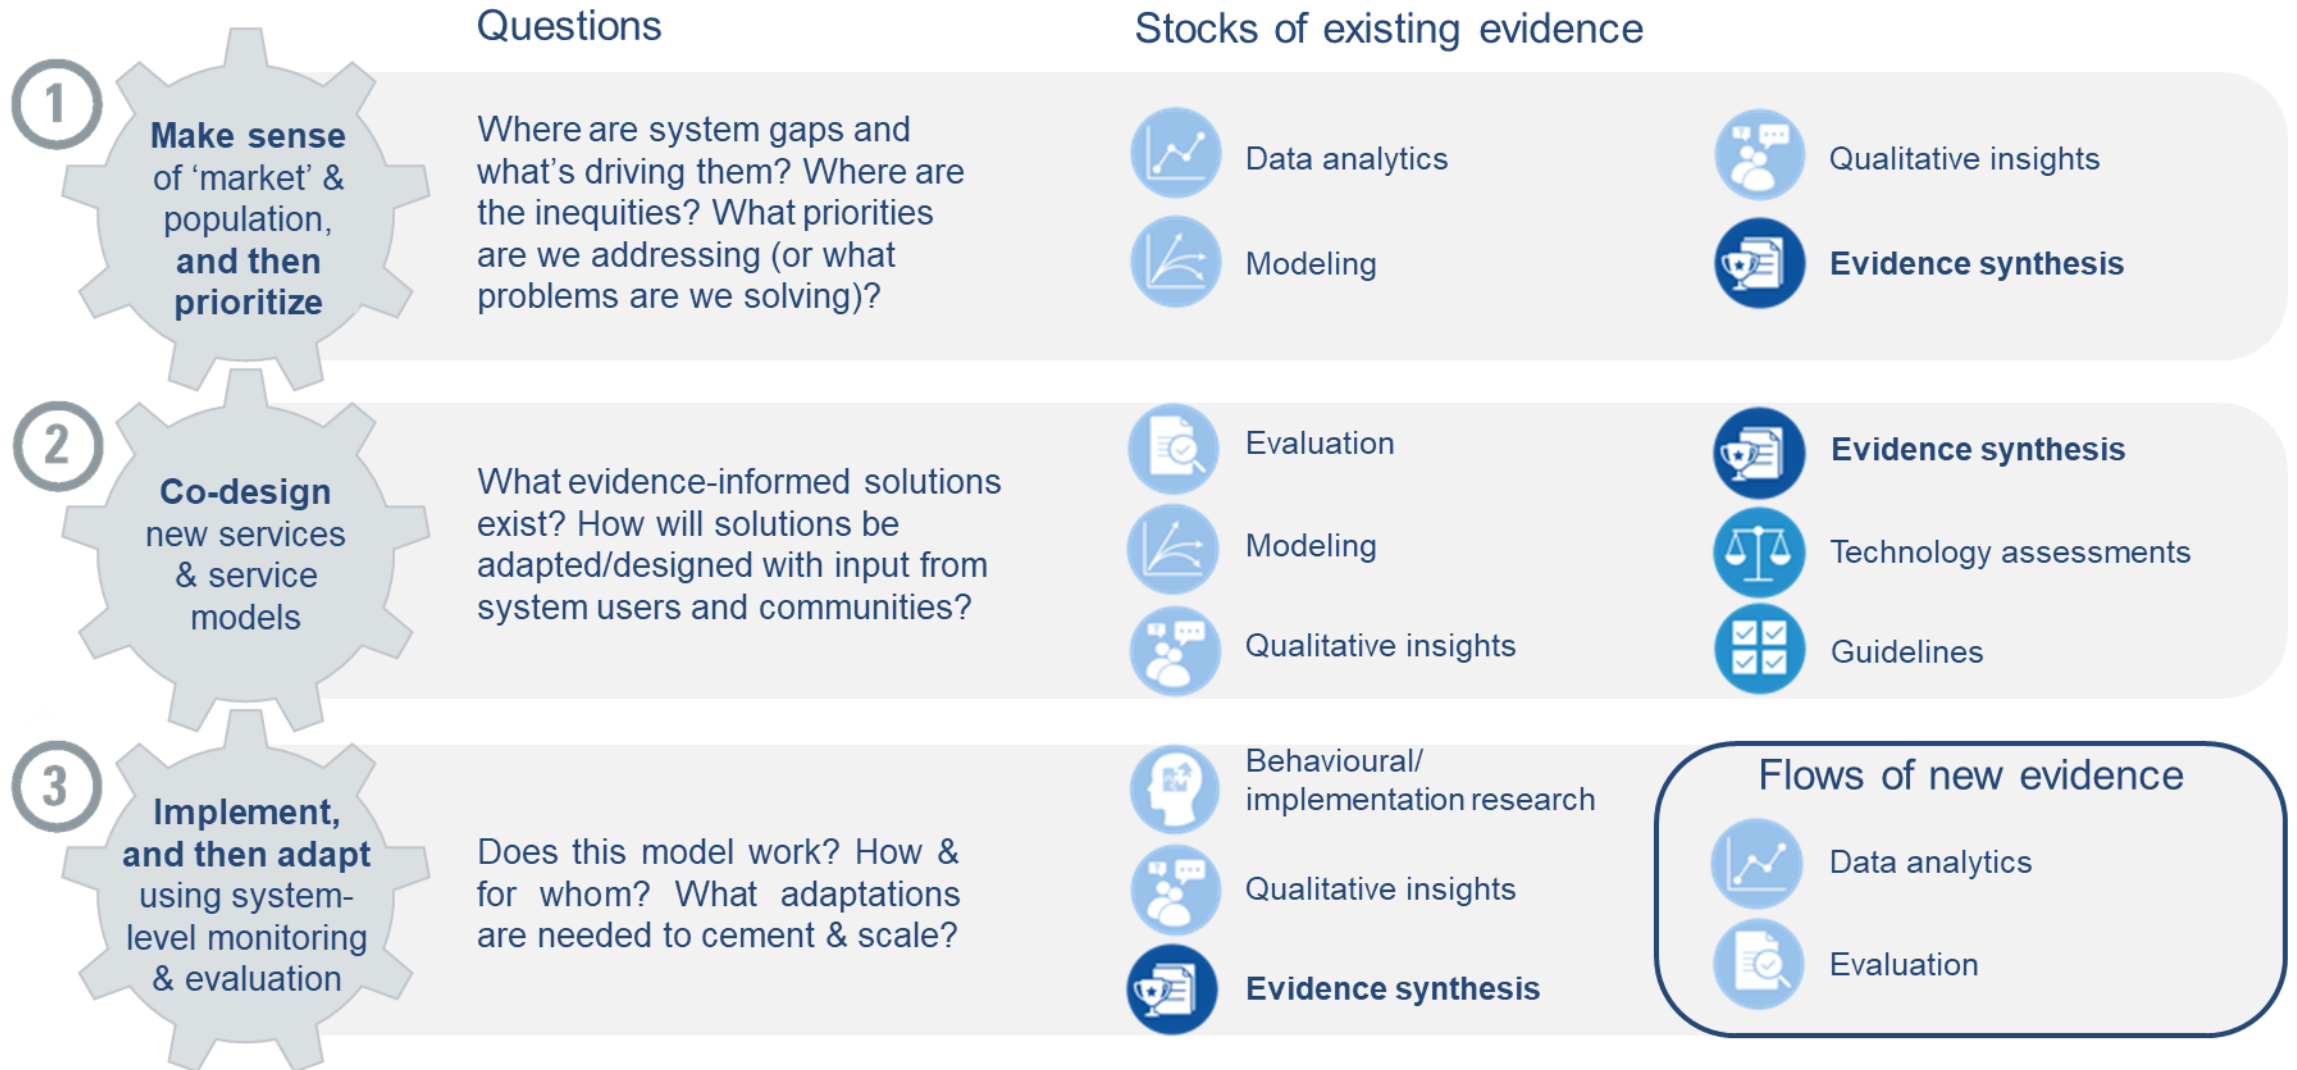 Questions
Stocks of existing evidence
1
Make sense
of ‘market’ &
population,
and then
prioritize
Where are system gaps and
what’s driving them? Where are
the inequities? What priorities
are we addressing (or what
problems are we solving)?
Data analytics
Modeling
Qualitative insights
Evidence synthesis
2
Co-design
new services
& service
models
What evidence-informed solutions
exist? How will solutions be
adapted/designed with input from
system users and communities?
Evaluation
Modeling
Qualitative insights
Evidence synthesis
Technology assessments
Guidelines
3
Implement,
and then adapt
using system-
level monitoring
& evaluation
Does this model work? How &
for whom? What adaptations
are needed to cement & scale?
Behavioural/
implementation research
Qualitative insights
Evidence synthesis
Flows of new evidence
Data analytics
Evaluation